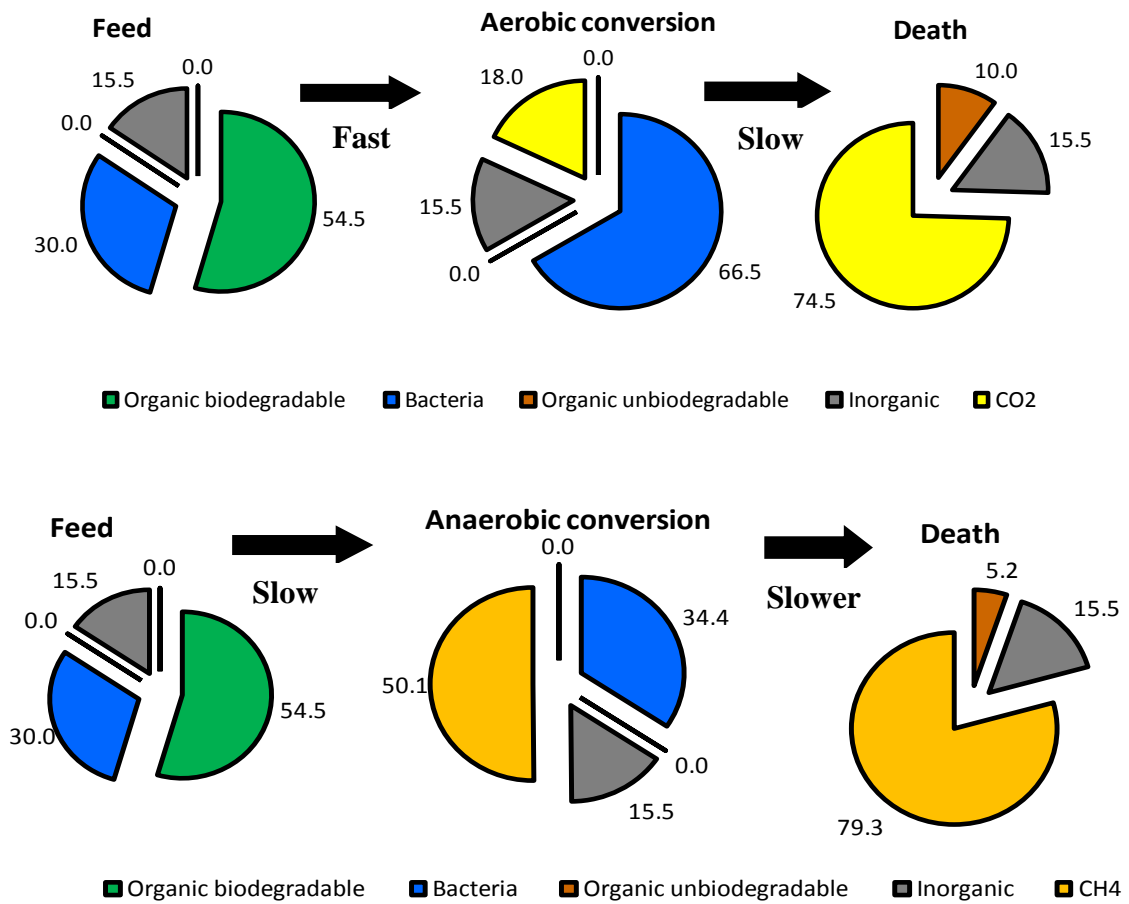 Feed
Aerobic conversion
Death
15.5
0.0
0.0
30.0
54.5
Fast
18.0
0.0
15.5
0.0
66.5
Slow
10.0
15.5
74.5
Organic biodegradable Bacteria Organic unbiodegradable Inorganic CO2
Feed
Anaerobic conversion
Death
15.5
0.0
0.0
30.0
54.5
Slow
0.0
50.1
34.4
0.0
15.5
Slower
5.2
15.5
79.3
Organic biodegradable Bacteria Organic unbiodegradable Inorganic CH4